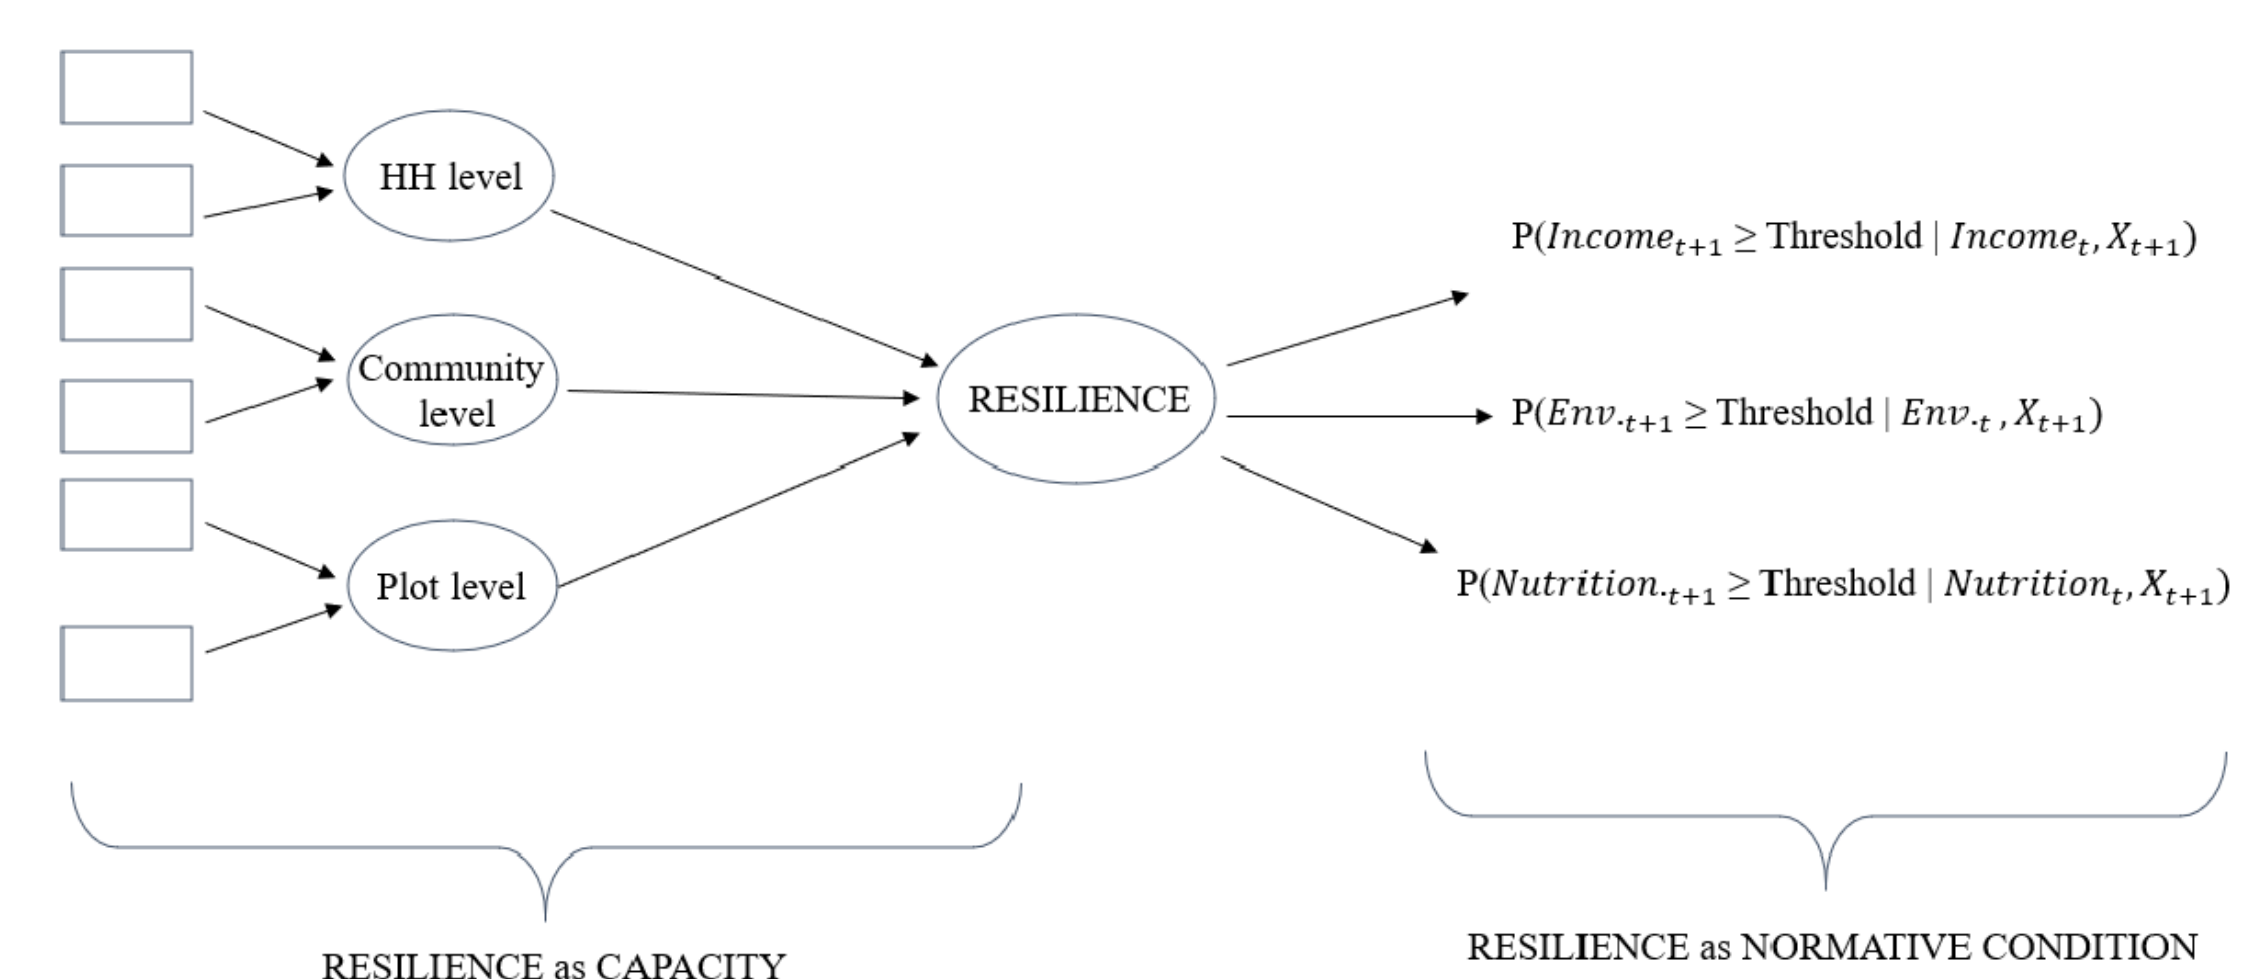 HH level
Community
level
Plot level
RESILIENCE
P(Income_{t+1} ≥ Threshold | Income_t, X_{t+1})
P(Env._{t+1} ≥ Threshold | Env._t , X_{t+1})
P(Nutrition._{t+1} ≥ Threshold | Nutrition_t, X_{t+1})
RESILIENCE as CAPACITY
RESILIENCE as NORMATIVE CONDITION